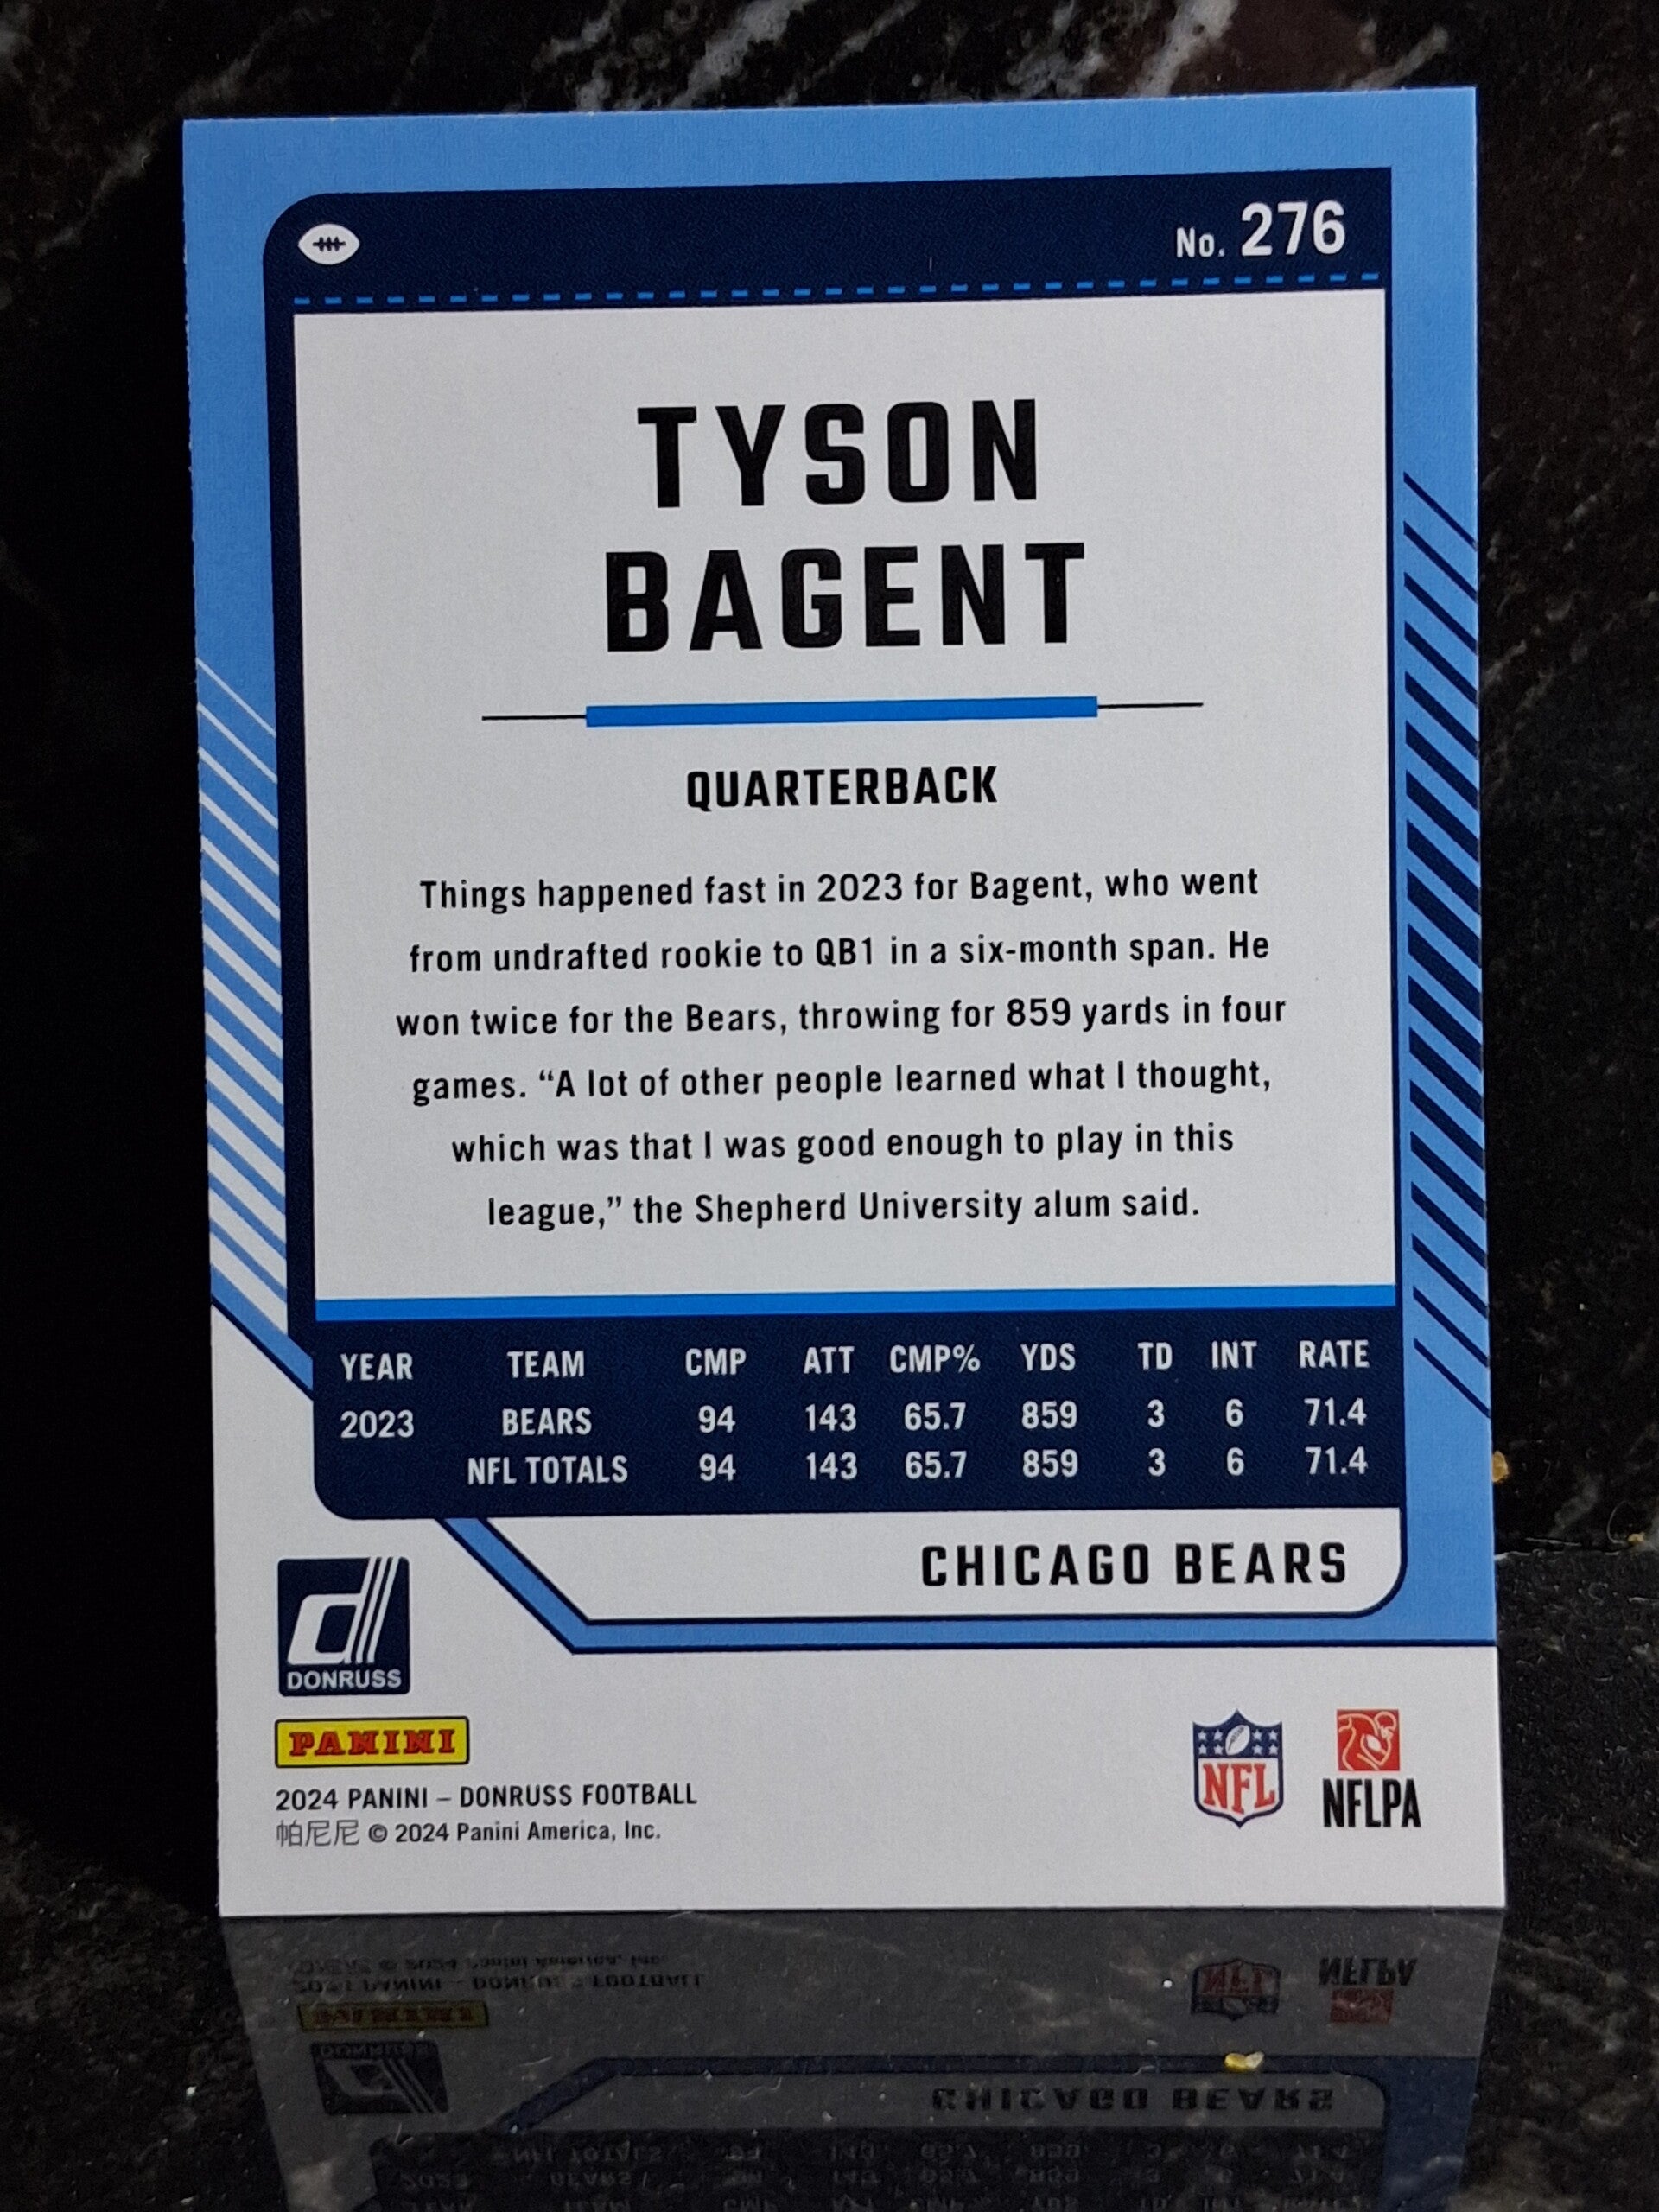 No. 276
TYSON
BAGENT
QUARTERBACK
Things happened fast in 2023 for Bagent, who went
from undrafted rookie to QB1 in a six-month span. He
won twice for the Bears, throwing for 859 yards in four
games. “A lot of other people learned what I thought,
which was that I was good enough to play in this
league,” the Shepherd University alum said.
YEAR TEAM CMP ATT CMP% YDS TD INT RATE
2023 BEARS 94 143 65.7 859 3 6 71.4
NFL TOTALS 94 143 65.7 859 3 6 71.4
CHICAGO BEARS
d
DONRUSS
PANINI
2024 PANINI – DONRUSS FOOTBALL
帕尼尼 © 2024 Panini America, Inc.
NFL
NFLPA